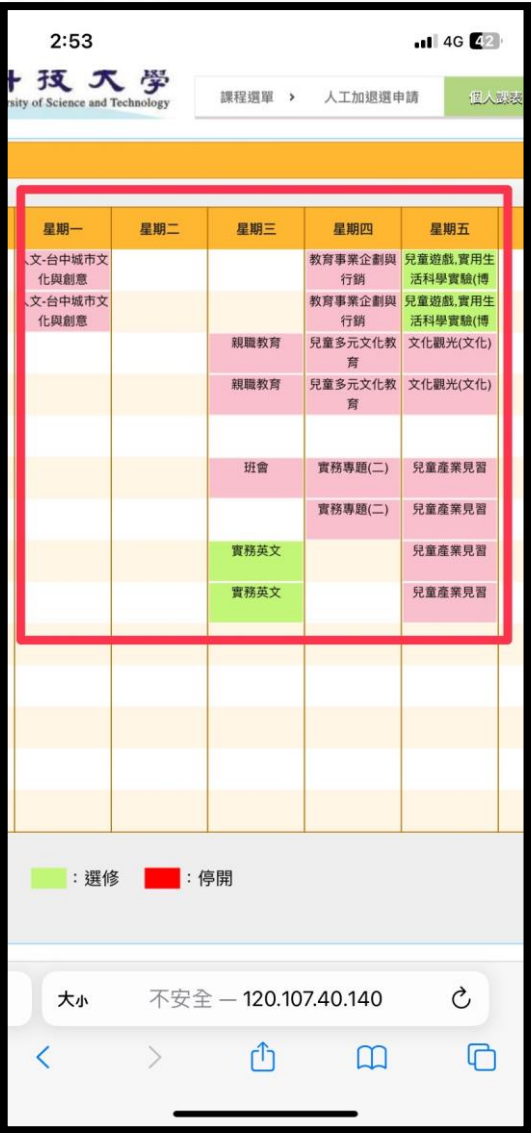 2:53
4G 42
科技大學
rsity of Science and Technology
課程選單 ›
人工加退選申請
個人課表
星期一 星期二 星期三 星期四 星期五
人文-台中城市文化與創意 教育事業企劃與行銷 兒童遊戲,實用生活科學實驗(博
人文-台中城市文化與創意 教育事業企劃與行銷 兒童遊戲,實用生活科學實驗(博
親職教育 兒童多元文化教育 文化觀光(文化)
親職教育 兒童多元文化教育 文化觀光(文化)
班會 實務專題(二) 兒童產業見習
實務專題(二) 兒童產業見習
實務英文 兒童產業見習
實務英文 兒童產業見習
：選修 ：停開
大小 不安全 — 120.107.40.140